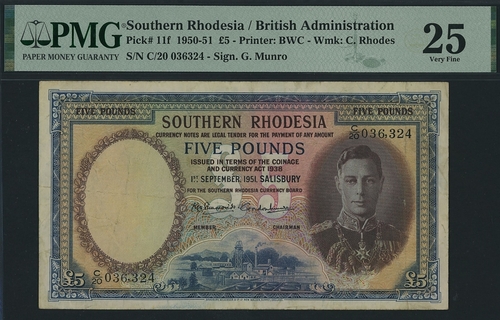 PMG
PAPER MONEY GUARANTY
Southern Rhodesia / British Administration
Pick# 11f 1950-51 £5 - Printer: BWC - Wmk: C. Rhodes
S/N C/20 036324 - Sign. G. Munro
25
Very Fine
FIVE POUNDS
FIVE POUNDS
SOUTHERN RHODESIA
CURRENCY NOTES ARE LEGAL TENDER FOR THE PAYMENT OF ANY AMOUNT
C/20 036,324
FIVE POUNDS
ISSUED IN TERMS OF THE COINAGE
AND CURRENCY ACT 1938
1ST SEPTEMBER, 1951, SALISBURY
FOR THE SOUTHERN RHODESIA CURRENCY BOARD
MEMBER
CHAIRMAN
C/20 036,324
£5
£5